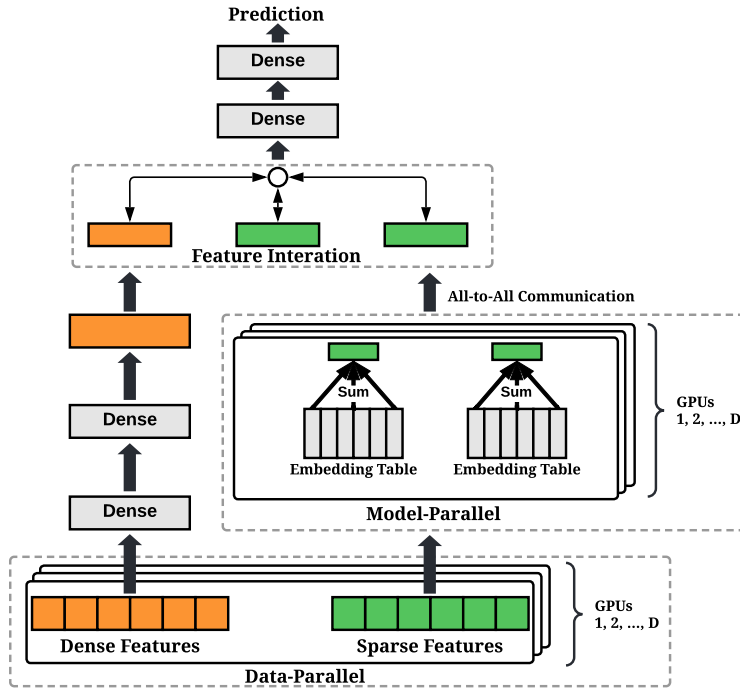 Prediction
Dense
Dense
Feature Interation
All-to-All Communication
Sum
Sum
Dense
GPUs
1, 2, ..., D
Embedding Table
Embedding Table
Model-Parallel
Dense
Dense Features
Sparse Features
GPUs
1, 2, ..., D
Data-Parallel